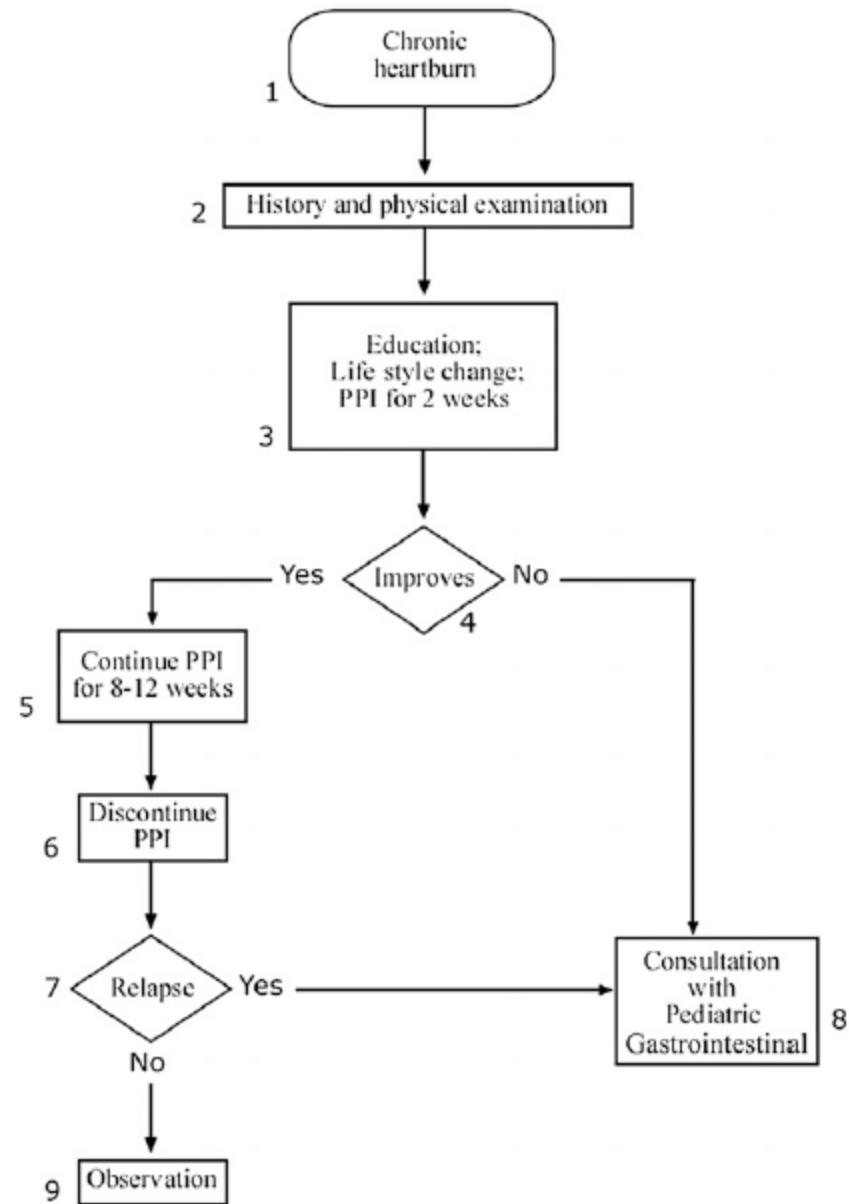 Chronic
heartburn
1
History and physical examination
2
Education;
Life style change;
PPI for 2 weeks
3
Yes
Improves
No
4
Continue PPI
for 8-12 weeks
5
Discontinue
PPI
6
7
Relapse
Yes
Consultation
with
Pediatric
Gastrointestinal
8
No
9
Observation